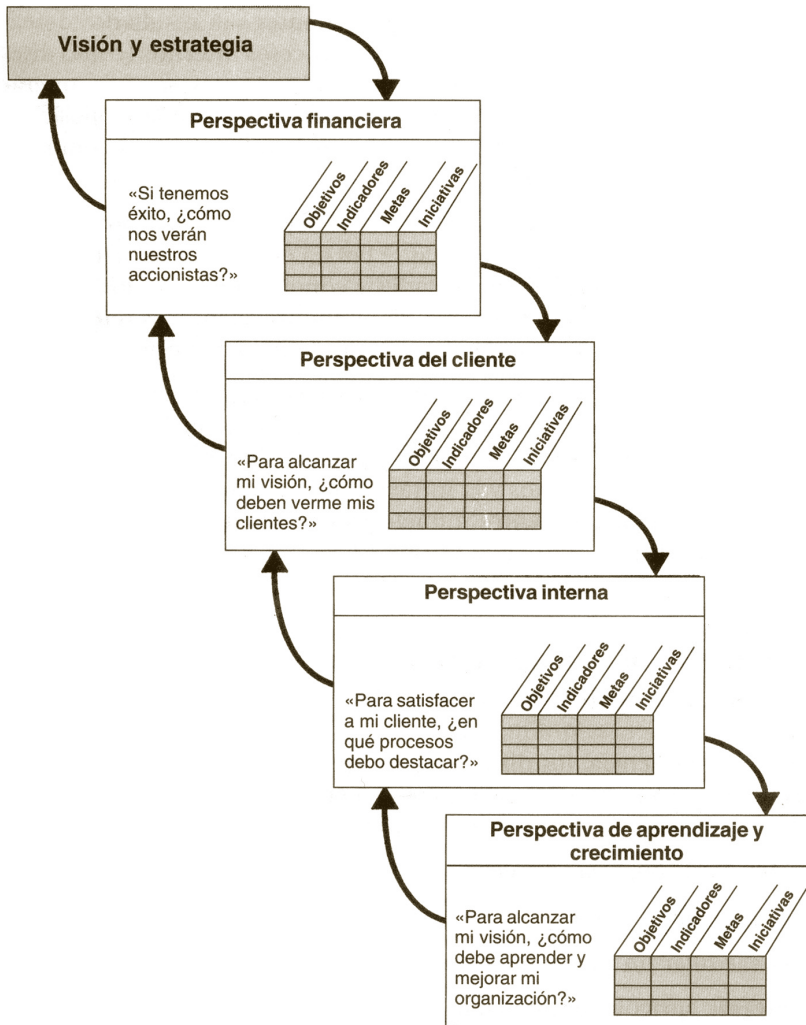 Visión y estrategia
Perspectiva financiera
«Si tenemos
éxito, ¿cómo
nos verán
nuestros
accionistas?»
Objetivos
Indicadores
Metas
Iniciativas
Perspectiva del cliente
«Para alcanzar
mi visión, ¿cómo
deben verme mis
clientes?»
Objetivos
Indicadores
Metas
Iniciativas
Perspectiva interna
«Para satisfacer
a mi cliente, ¿en
qué procesos
debo destacar?»
Objetivos
Indicadores
Metas
Iniciativas
Perspectiva de aprendizaje y
crecimiento
«Para alcanzar
mi visión, ¿cómo
debe aprender y
mejorar mi
organización?»
Objetivos
Indicadores
Metas
Iniciativas